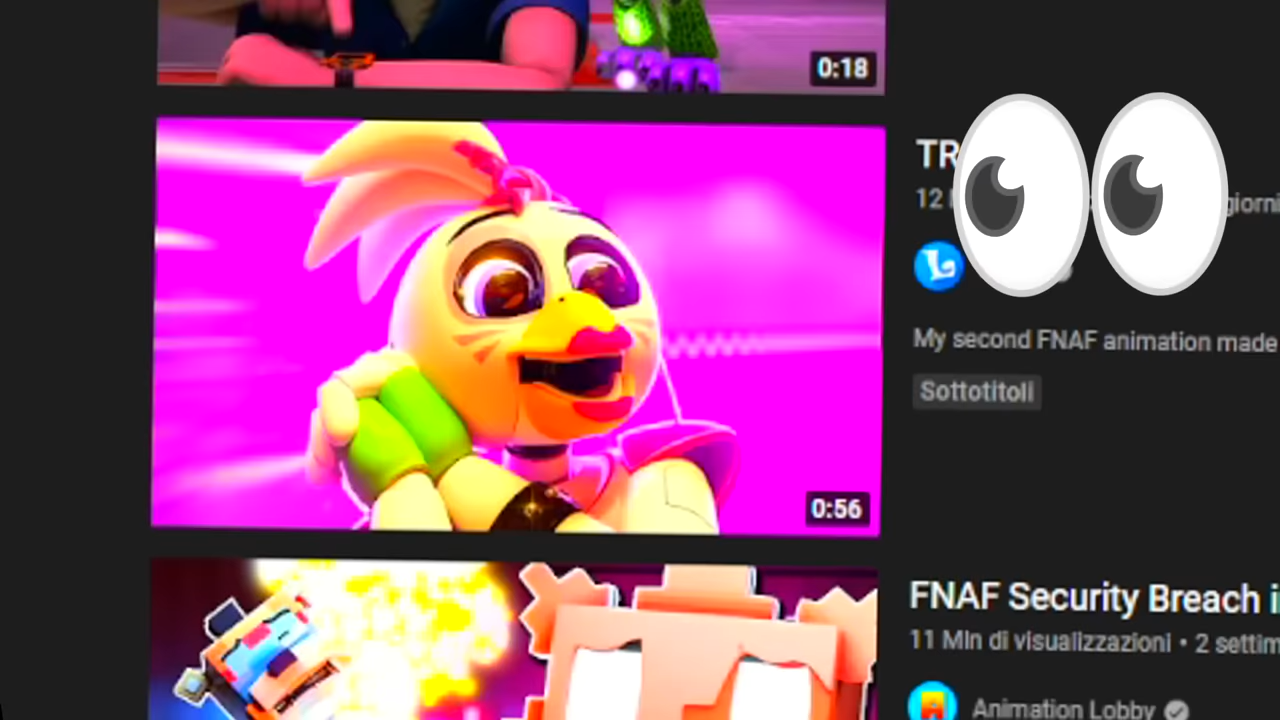 0:18
TR
12
giorni
My second FNAF animation made
Sottotitoli
0:56
FNAF Security Breach
11 Mln di visualizzazioni • 2 settim
Animation Lobby